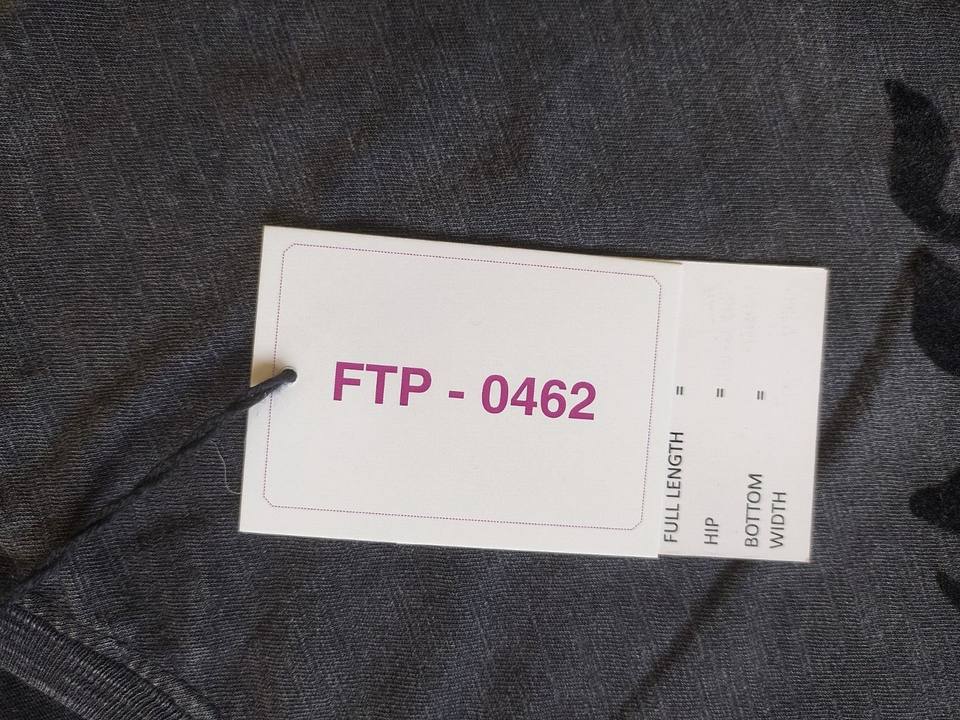 FTP - 0462
FULL LENGTH =
HIP =
BOTTOM =
WIDTH